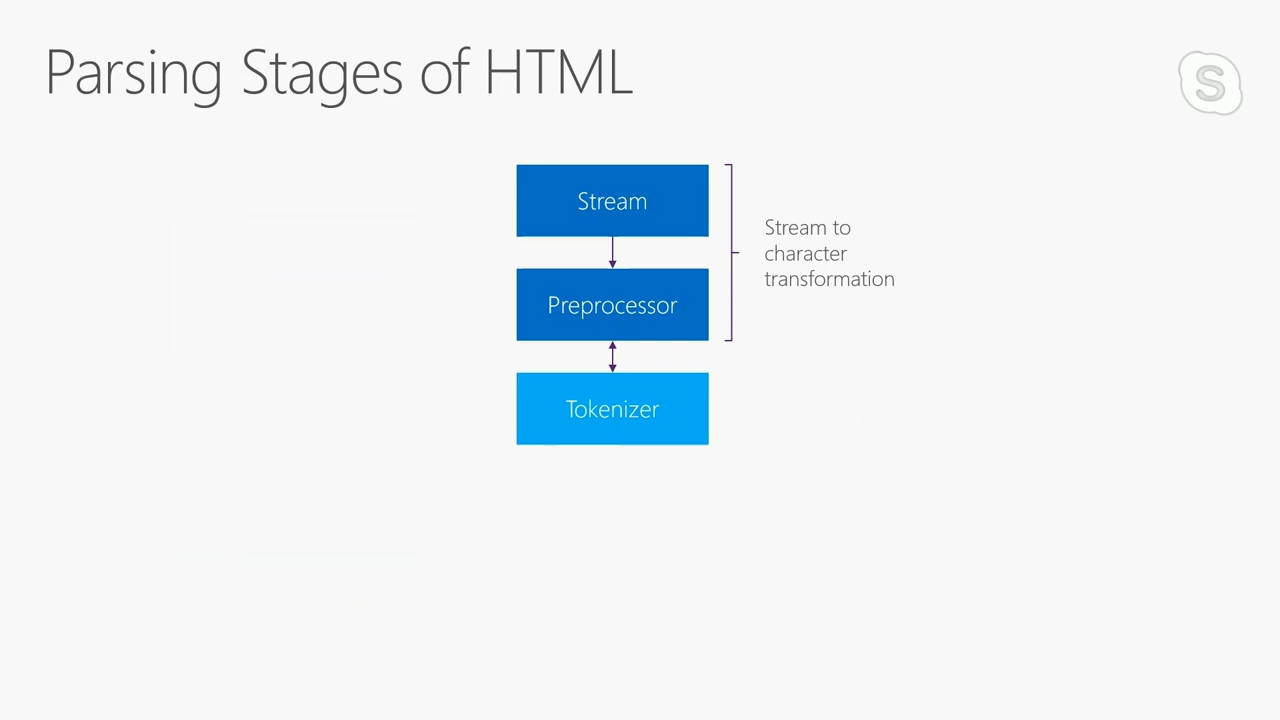 Parsing Stages of HTML
S
Stream
Preprocessor
Tokenizer
Stream to
character
transformation